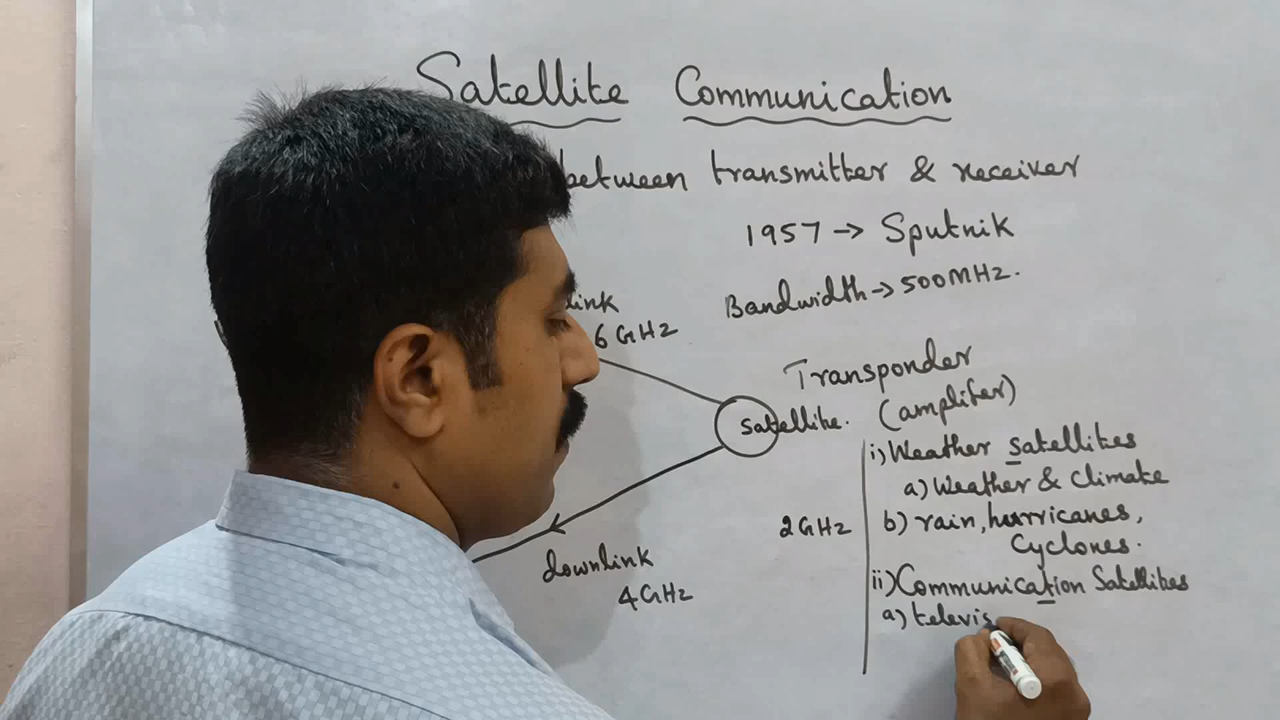 Satellite Communication
between transmitter & receiver
1957 → Sputnik
Bandwidth → 500MHz.
link
6 GHz
Transponder
(amplifer)
Satellite.
i) Weather satellites
a) Weather & Climate
2GHz
b) rain, hurricanes,
Cyclones.
downlink
4GHz
ii) Communication Satellites
a) televis